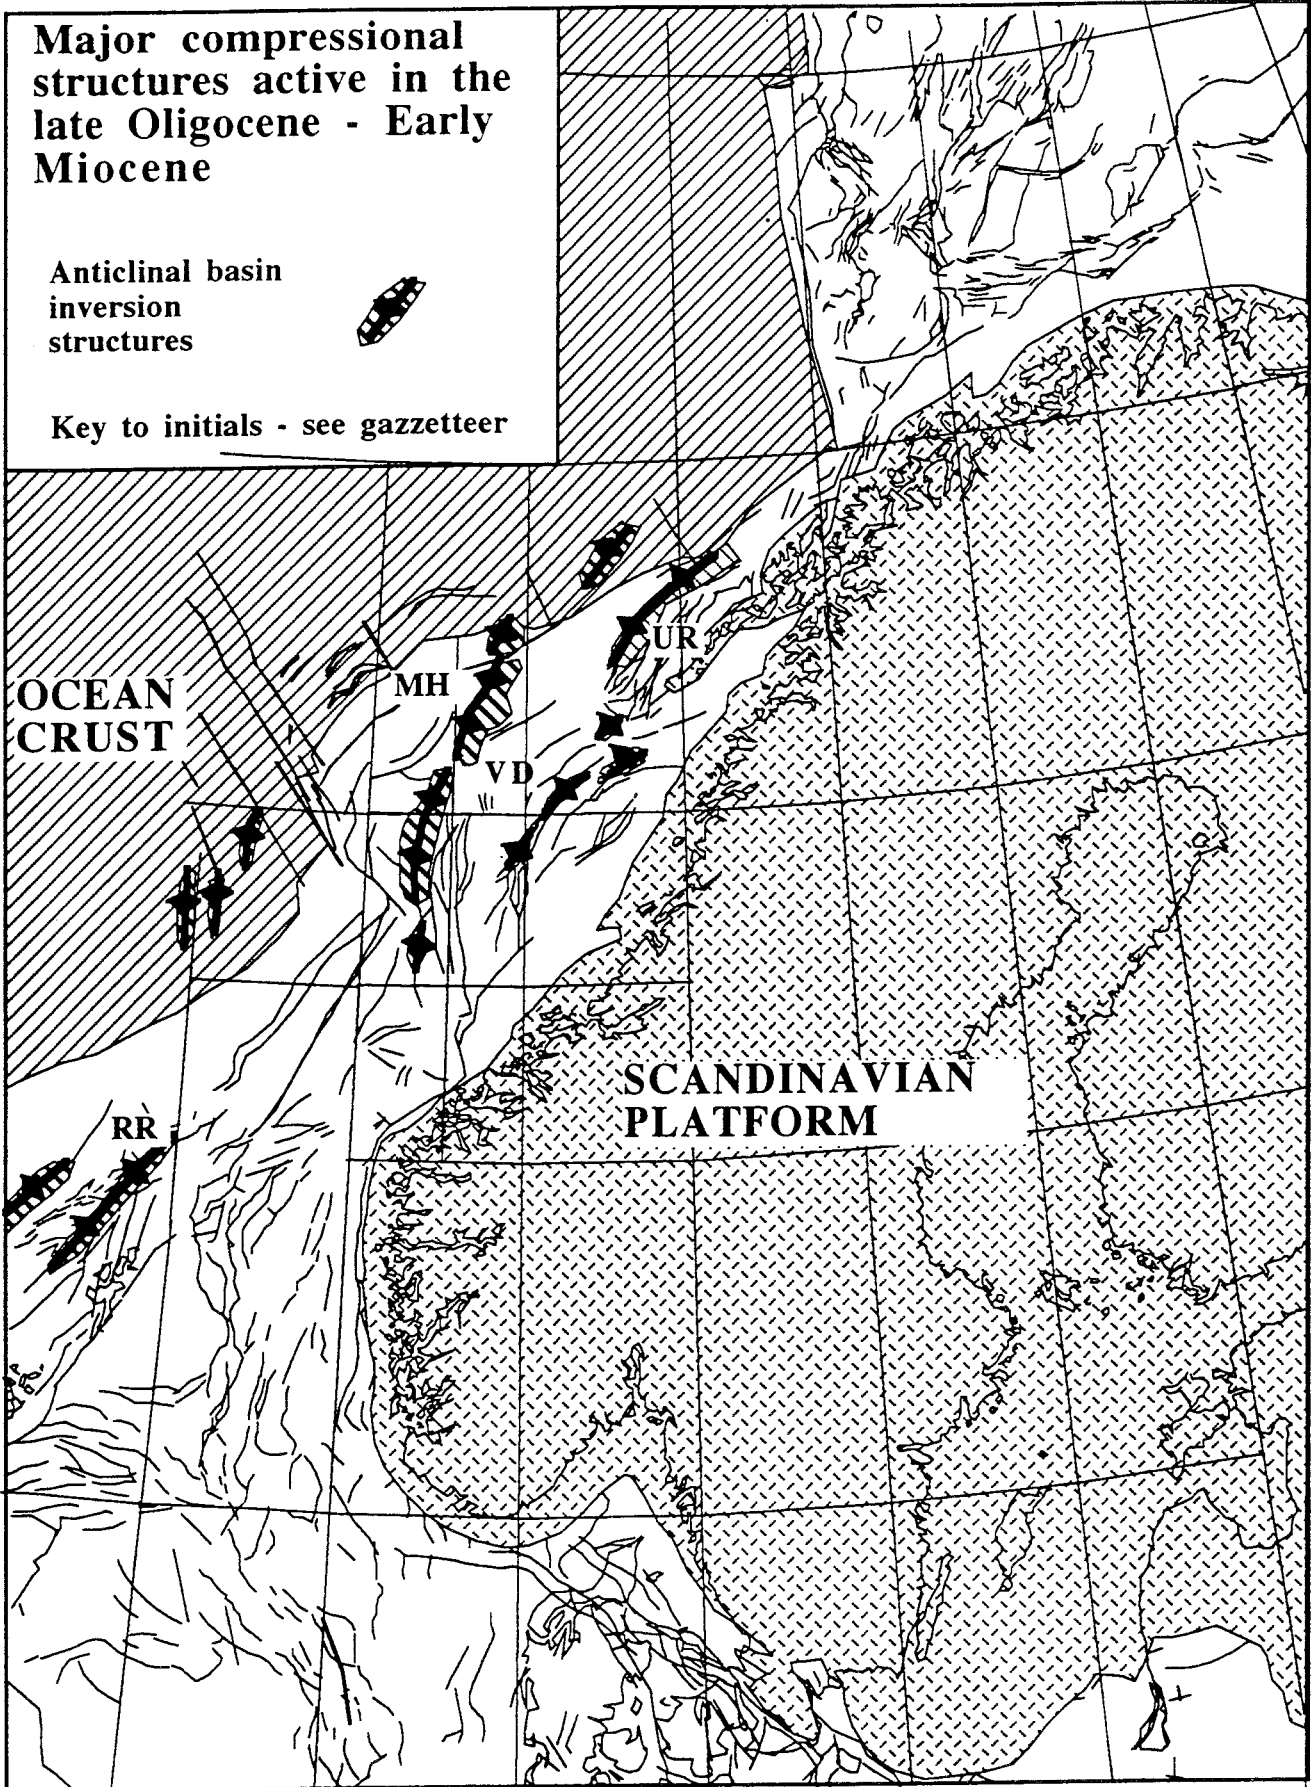 Major compressional
structures active in the
late Oligocene - Early
Miocene
Anticlinal basin
inversion
structures
Key to initials - see gazzetteer
UR
MH
OCEAN
CRUST
VD
SCANDINAVIAN
PLATFORM
RR